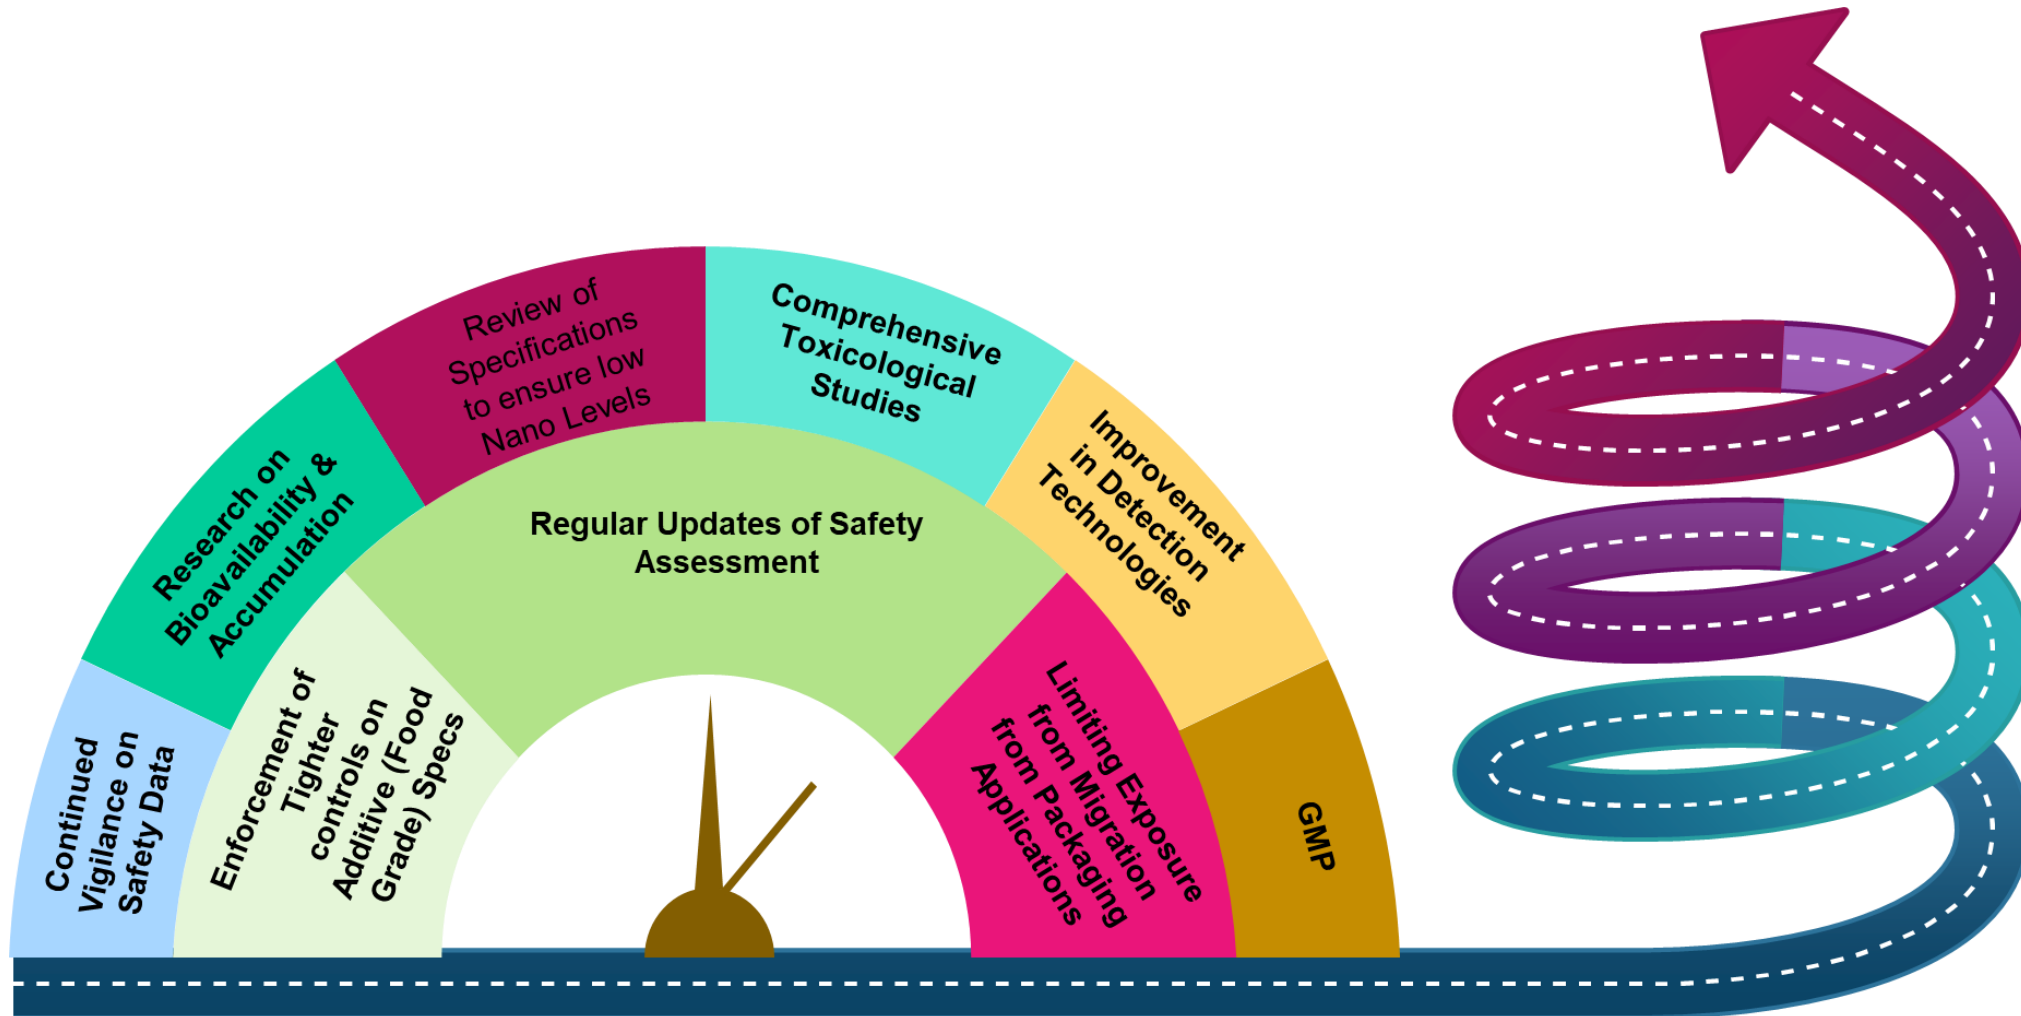 Continued
Vigilance on
Safety Data
Research on
Bioavailability &
Accumulation
Review of
Specifications
to ensure low
Nano Levels
Comprehensive
Toxicological
Studies
Improvement
in Detection
Technologies
GMP
Enforcement of
Tighter
controls on
Additive (Food
Grade) Specs
Regular Updates of Safety
Assessment
Limiting Exposure
from Migration
from Packaging
Applications